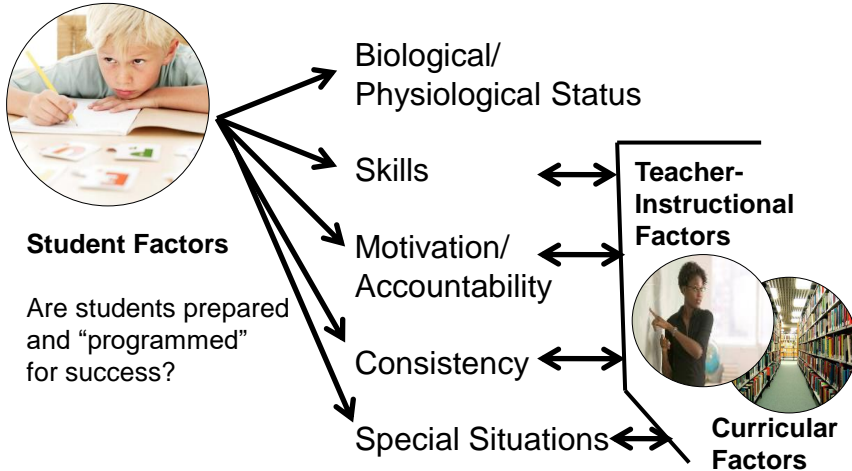 Biological/
Physiological Status
Skills
Motivation/
Accountability
Consistency
Special Situations
Student Factors
Are students prepared
and “programmed”
for success?
Teacher-
Instructional
Factors
Curricular
Factors